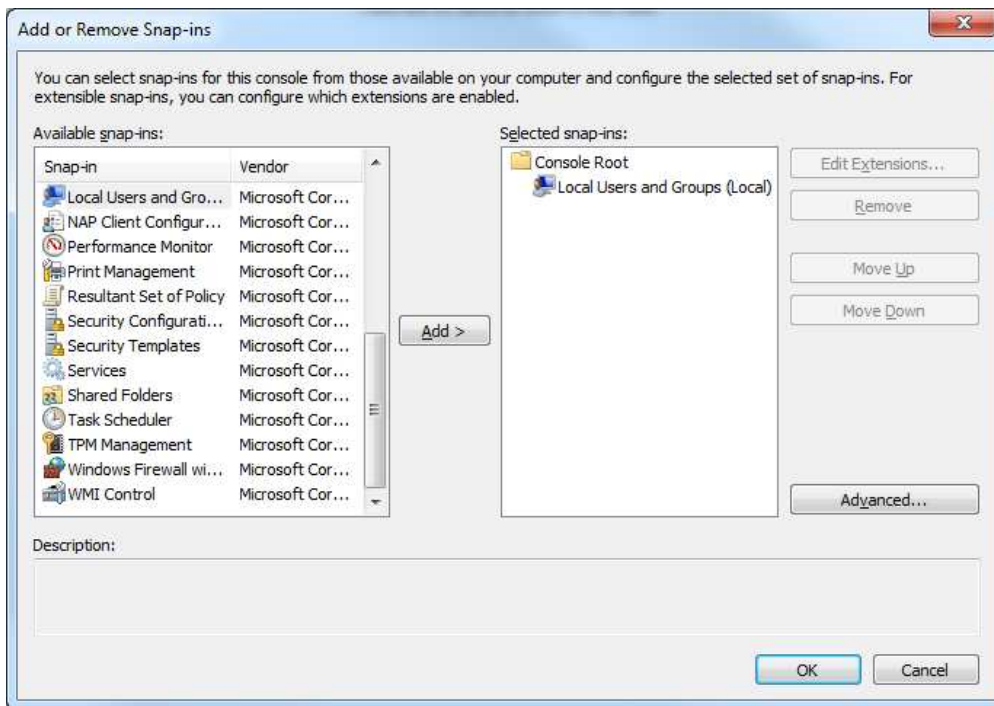 Add or Remove Snap-ins
You can select snap-ins for this console from those available on your computer and configure the selected set of snap-ins. For
extensible snap-ins, you can configure which extensions are enabled.
Available snap-ins:
Snap-in Vendor
Local Users and Gro... Microsoft Cor...
NAP Client Configur... Microsoft Cor...
Performance Monitor Microsoft Cor...
Print Management Microsoft Cor...
Resultant Set of Policy Microsoft Cor...
Security Configurati... Microsoft Cor...
Security Templates Microsoft Cor...
Services Microsoft Cor...
Shared Folders Microsoft Cor...
Task Scheduler Microsoft Cor...
TPM Management Microsoft Cor...
Windows Firewall wi... Microsoft Cor...
WMI Control Microsoft Cor...
Add >
Selected snap-ins:
Console Root
Local Users and Groups (Local)
Edit Extensions...
Remove
Move Up
Move Down
Advanced...
Description:
OK
Cancel